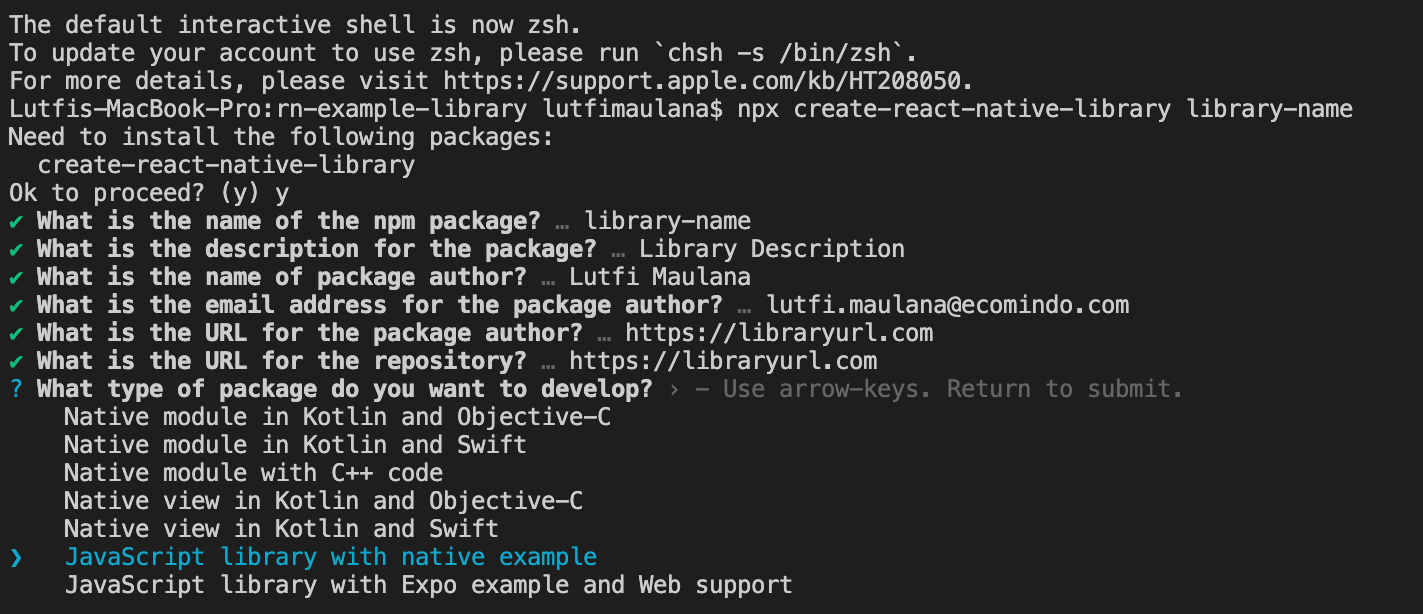 The default interactive shell is now zsh.
To update your account to use zsh, please run `chsh -s /bin/zsh`.
For more details, please visit https://support.apple.com/kb/HT208050.
Lutfis-MacBook-Pro:rn-example-library lutfimaulana$ npx create-react-native-library library-name
Need to install the following packages:
  create-react-native-library
Ok to proceed? (y) y
✔ What is the name of the npm package? … library-name
✔ What is the description for the package? … Library Description
✔ What is the name of package author? … Lutfi Maulana
✔ What is the email address for the package author? … lutfi.maulana@ecomindo.com
✔ What is the URL for the package author? … https://libraryurl.com
✔ What is the URL for the repository? … https://libraryurl.com
? What type of package do you want to develop? › - Use arrow-keys. Return to submit.
    Native module in Kotlin and Objective-C
    Native module in Kotlin and Swift
    Native module with C++ code
    Native view in Kotlin and Objective-C
    Native view in Kotlin and Swift
❯   JavaScript library with native example
    JavaScript library with Expo example and Web support